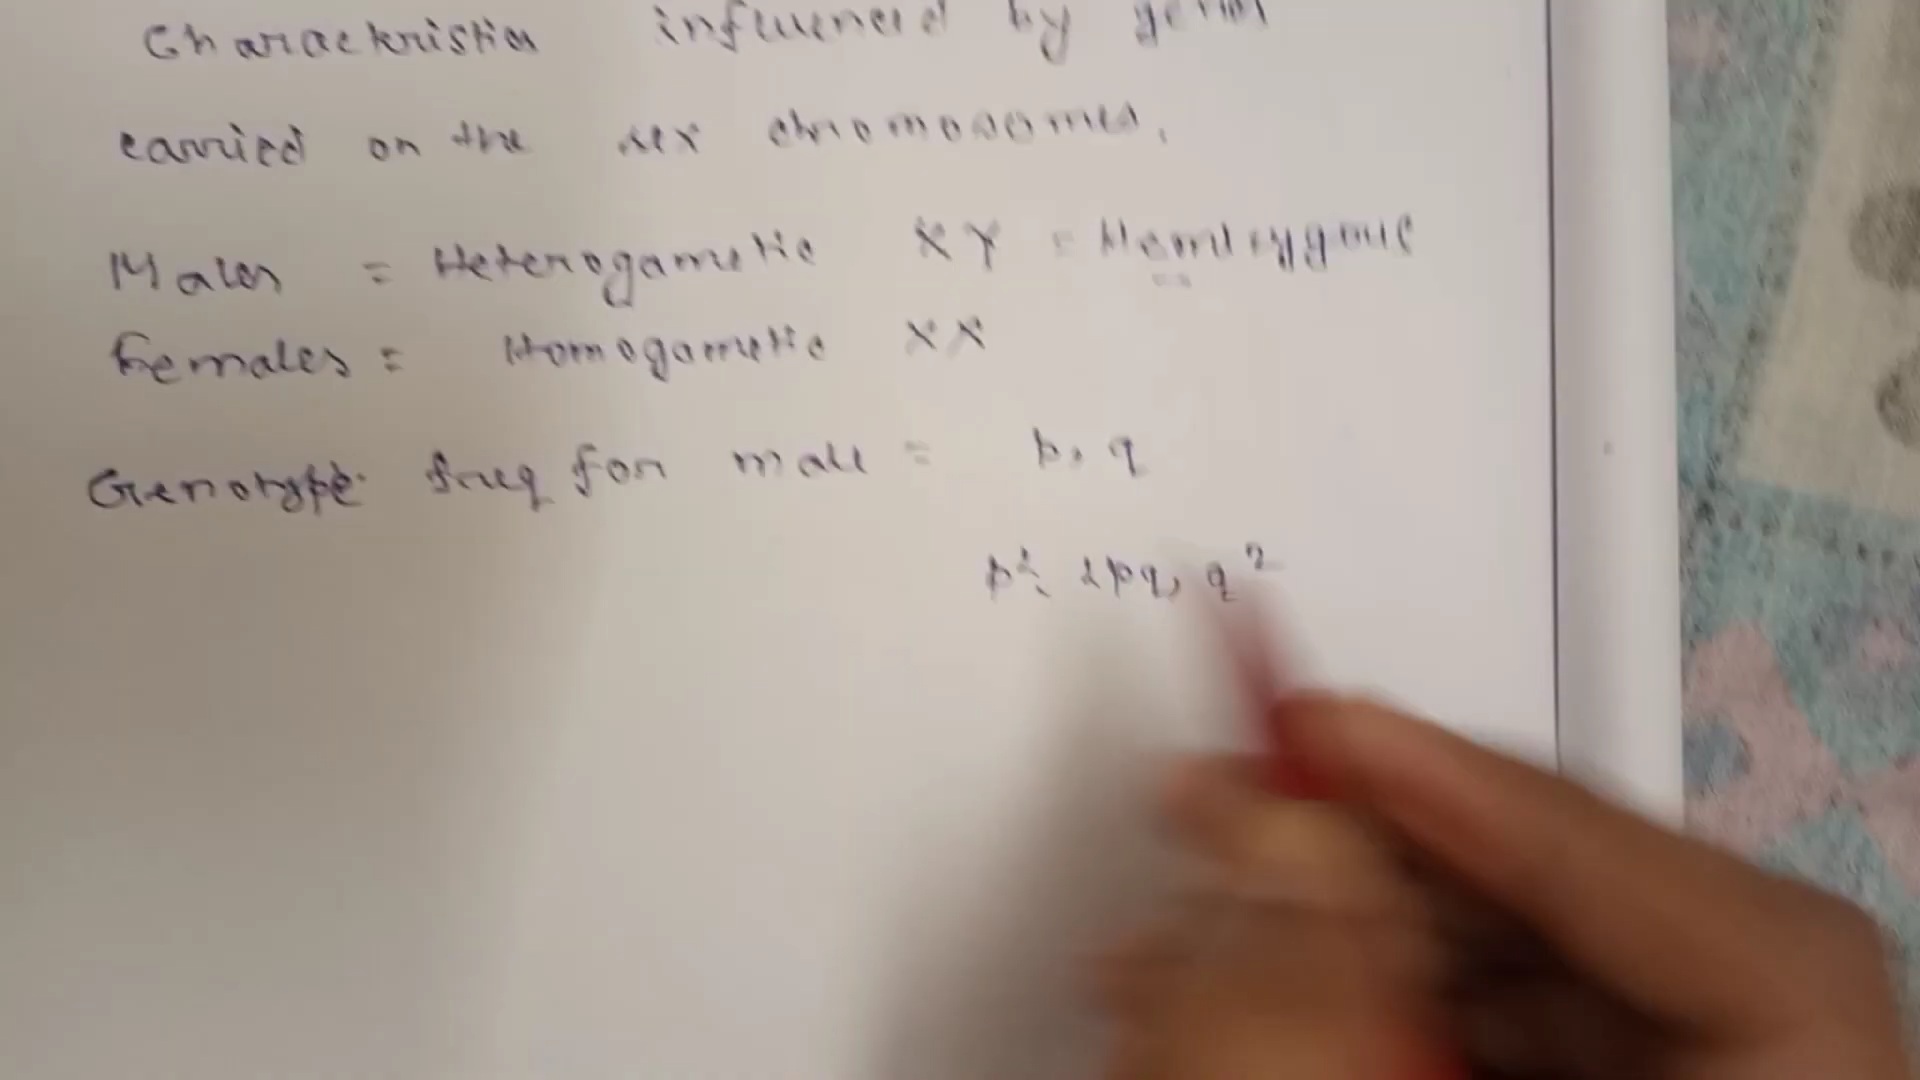 Characteristics influenced by genes
carried on the sex chromosomes.
Males = Heterogametic XY = Hemizygous
Females = Homogametic XX
Genotype freq for male = p, q
p², 2pq, q²